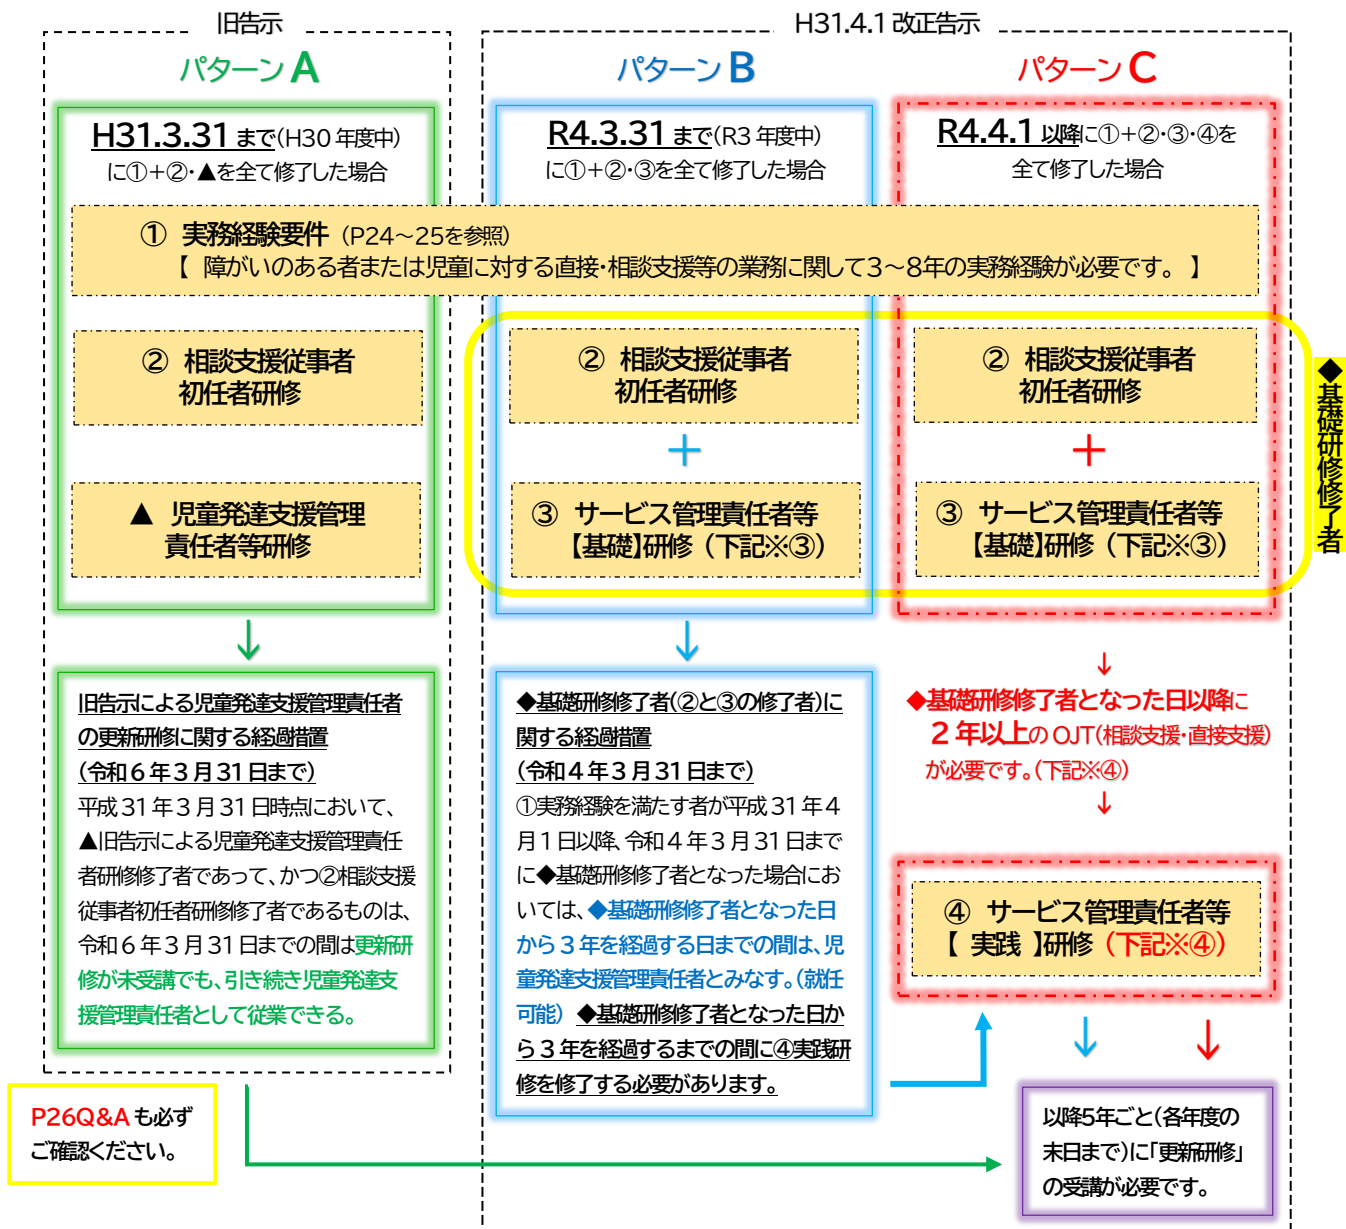 旧告示
H31.4.1 改正告示
パターン A
パターン B
パターン C
H31.3.31 まで(H30 年度中)
に①＋②・▲を全て修了した場合
R4.3.31 まで(R3 年度中)
に①＋②・③を全て修了した場合
R4.4.1 以降に①＋②・③・④を
全て修了した場合
① 実務経験要件 （P24～25を参照）
【 障がいのある者または児童に対する直接・相談支援等の業務に関して３～８年の実務経験が必要です。 】
② 相談支援従事者
初任者研修
② 相談支援従事者
初任者研修
② 相談支援従事者
初任者研修
＋
＋
▲ 児童発達支援管理
責任者等研修
③ サービス管理責任者等
【基礎】研修（下記※③）
③ サービス管理責任者等
【基礎】研修（下記※③）
◆基礎研修修了者
↓
↓
↓
旧告示による児童発達支援管理責任者
の更新研修に関する経過措置
(令和６年３月31日まで)
平成31年３月31日時点において、
▲旧告示による児童発達支援管理責任
者研修修了者であって、かつ②相談支援
従事者初任者研修修了者であるものは、
令和６年３月31日までの間は更新研
修が未受講でも、引き続き児童発達支
援管理責任者として従業できる。
◆基礎研修修了者(②と③の修了者)に
関する経過措置
(令和４年３月31日まで)
①実務経験を満たす者が平成31年４
月１日以降、令和４年３月31日まで
に◆基礎研修修了者となった場合にお
いては、◆基礎研修修了者となった日
から３年を経過する日までの間は、児
童発達支援管理責任者とみなす。(就任
可能) ◆基礎研修修了者となった日か
ら３年を経過するまでの間に④実践研
修を修了する必要があります。
◆基礎研修修了者となった日以降に
２年以上のOJT(相談支援・直接支援)
が必要です。(下記※④)
↓
④ サービス管理責任者等
【 実践 】研修（下記※④）
↓
↓
P26Q&A も必ず
ご確認ください。
以降５年ごと(各年度の
末日まで)に「更新研修」
の受講が必要です。